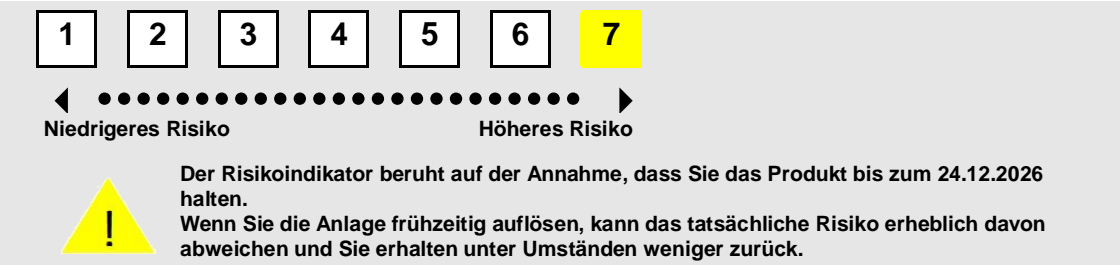 1 2 3 4 5 6 7
Niedrigeres Risiko Höheres Risiko
!
Der Risikoindikator beruht auf der Annahme, dass Sie das Produkt bis zum 24.12.2026
halten.
Wenn Sie die Anlage frühzeitig auflösen, kann das tatsächliche Risiko erheblich davon
abweichen und Sie erhalten unter Umständen weniger zurück.